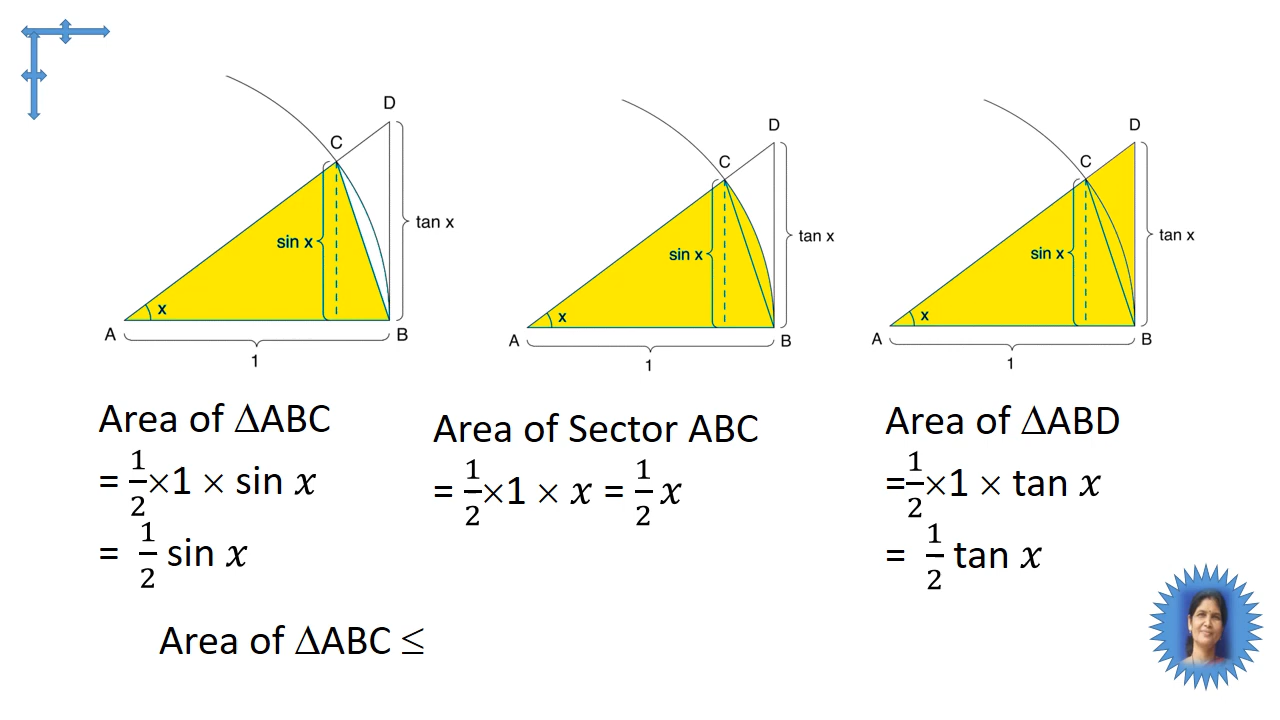 D
C
sin x
tan x
x
A
B
1
D
C
sin x
tan x
x
A
B
1
D
C
sin x
tan x
x
A
B
1
Area of ΔABC
= 1/2×1 × sin x
= 1/2 sin x
Area of Sector ABC
= 1/2×1 × x = 1/2 x
Area of ΔABD
=1/2×1 × tan x
= 1/2 tan x
Area of ΔABC ≤